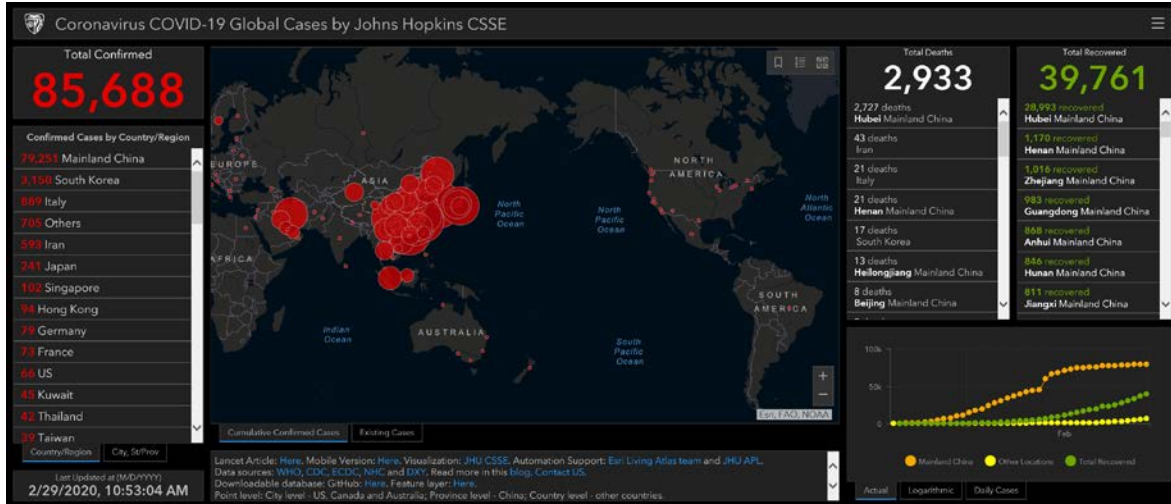 Coronavirus COVID-19 Global Cases by Johns Hopkins CSSE
Total Confirmed
85,688
Confirmed Cases by Country/Region
79,251 Mainland China
3,150 South Korea
889 Italy
705 Others
593 Iran
241 Japan
102 Singapore
94 Hong Kong
79 Germany
73 France
66 US
45 Kuwait
42 Thailand
39 Taiwan
Country/Region
City, St/Prov
Last Updated at (M/D/YYYY)
2/29/2020, 10:53:04 AM
EUROPE
ASIA
AFRICA
NORTH
AMERICA
North
Pacific
Ocean
North
Pacific
Ocean
North
Atlantic
Ocean
SOUTH
AMERICA
Indian
Ocean
AUSTRALIA
South
Pacific
Ocean
+
−
Esri, FAO, NOAA
Cumulative Confirmed Cases
Existing Cases
Lancet Article: Here. Mobile Version: Here. Visualization: JHU CSSE. Automation Support: Esri Living Atlas team and JHU APL.
Data sources: WHO, CDC, ECDC, NHC and DXY. Read more in this blog. Contact US.
Downloadable database: GitHub: Here. Feature layer: Here.
Point level: City level - US, Canada and Australia; Province level - China; Country level - other countries.
Total Deaths
2,933
2,727 deaths
Hubei Mainland China
43 deaths
Iran
21 deaths
Italy
21 deaths
Henan Mainland China
17 deaths
South Korea
13 deaths
Heilongjiang Mainland China
8 deaths
Beijing Mainland China
Total Recovered
39,761
28,993 recovered
Hubei Mainland China
1,170 recovered
Henan Mainland China
1,016 recovered
Zhejiang Mainland China
983 recovered
Guangdong Mainland China
868 recovered
Anhui Mainland China
846 recovered
Hunan Mainland China
811 recovered
Jiangxi Mainland China
100k
50k
0
Feb
Mainland China
Other Locations
Total Recovered
Actual
Logarithmic
Daily Cases